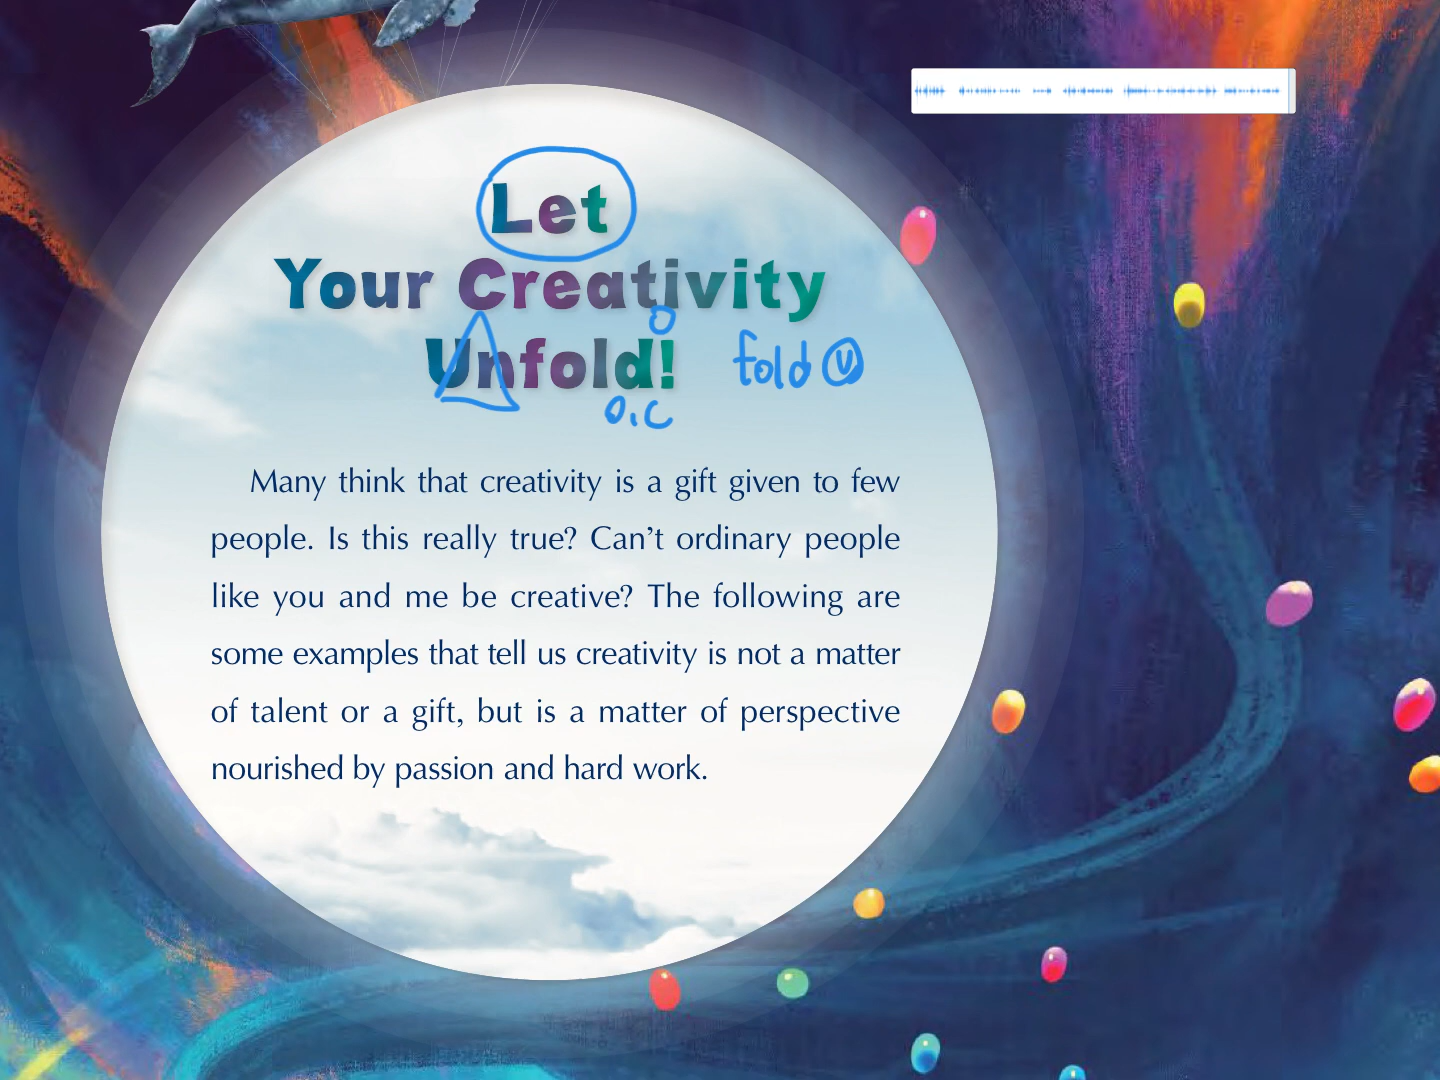 Let
Your Creativity
Unfold!
fold v
o.c
Many think that creativity is a gift given to few
people. Is this really true? Can't ordinary people
like you and me be creative? The following are
some examples that tell us creativity is not a matter
of talent or a gift, but is a matter of perspective
nourished by passion and hard work.